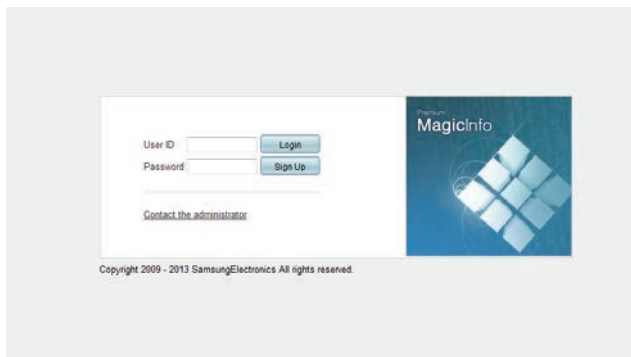 Premium
MagicInfo
User ID Login
Password Sign Up
Contact the administrator
Copyright 2009 - 2013 SamsungElectronics All rights reserved.